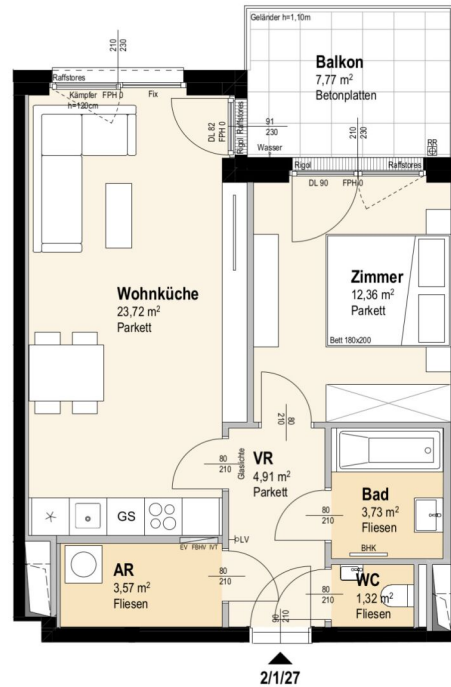 Geländer h=1,10m
Balkon
7,77 m²
Betonplatten
210
230
Raffstores
Kämpfer FPH 0 Fix
h=120cm
DL 82
FPH 0
Rigol Raffstores
91
230
210
230
Wasser
Rigol Raffstores
DL 90 FPH 0
Wohnküche
23,72 m²
Parkett
Zimmer
12,36 m²
Parkett
Bett 180x200
80
210
VR
4,91 m²
Parkett
80
210
Glaslichte
Bad
3,73 m²
Fliesen
80
210
BHK
GS
EV FBHV IVT
LV
AR
3,57 m²
Fliesen
80
210
WC
1,32 m²
Fliesen
80
210
90
210
2/1/27